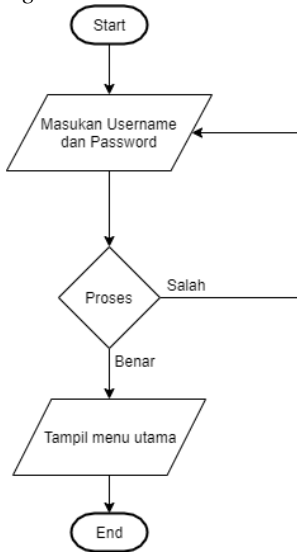 Start
Masukan Username
dan Password
Proses
Salah
Benar
Tampil menu utama
End